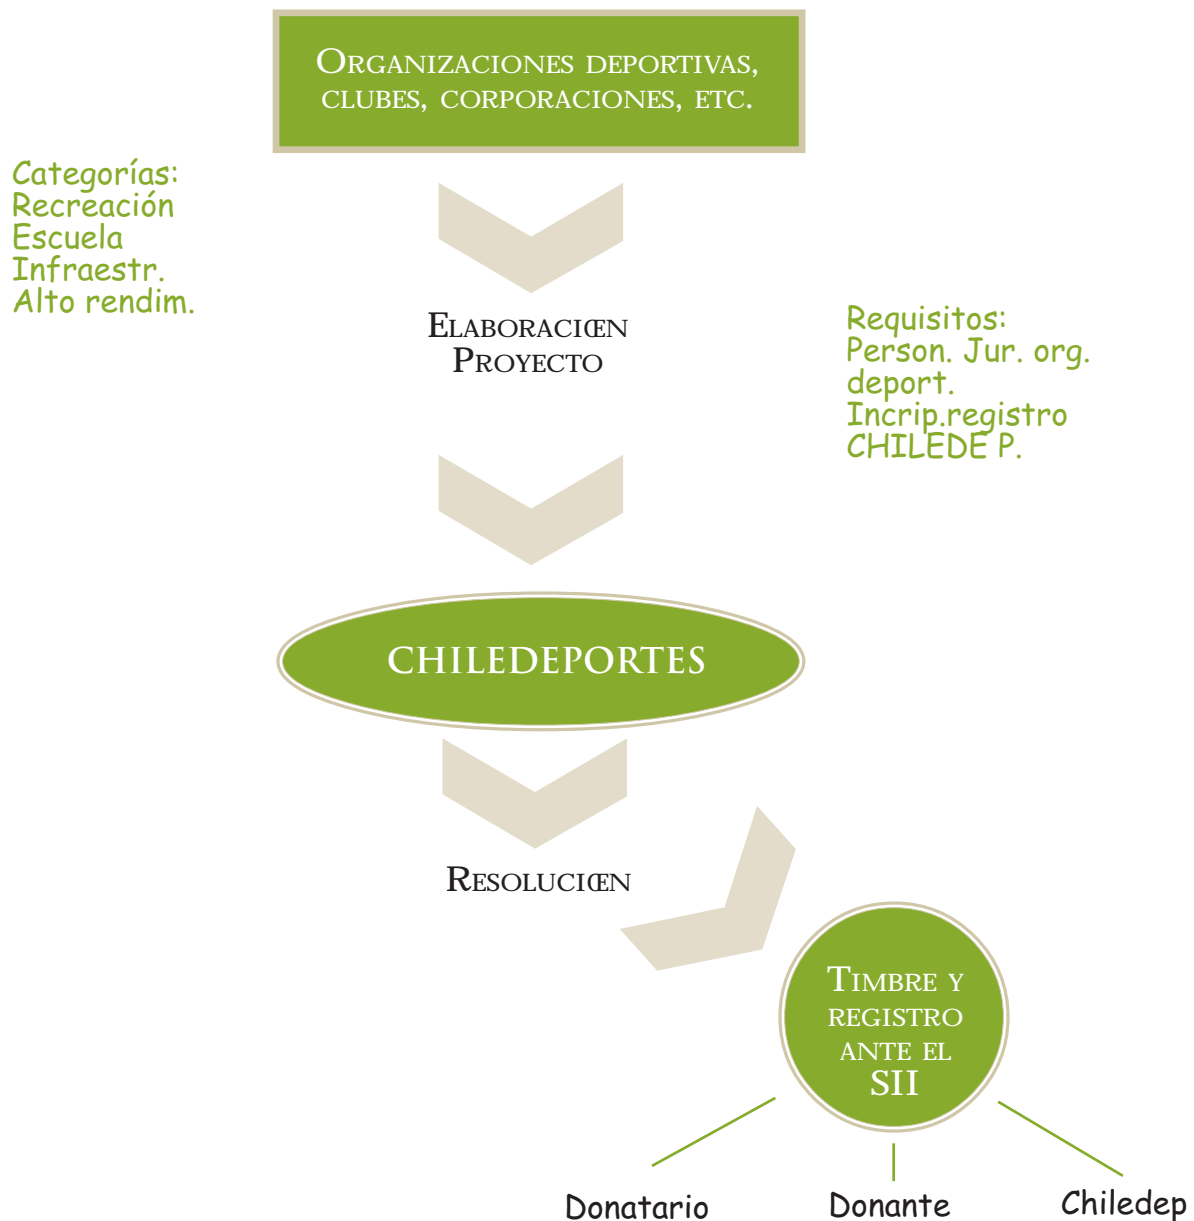 Organizaciones deportivas,
clubes, corporaciones, etc.
Categorías:
Recreación
Escuela
Infraestr.
Alto rendim.
Elaboraciœn
Proyecto
Requisitos:
Person. Jur. org.
deport.
Incrip.registro
CHILEDE P.
CHILEDEPORTES
Resoluciœn
Timbre y
registro
ante el
SII
Donatario
Donante
Chiledep